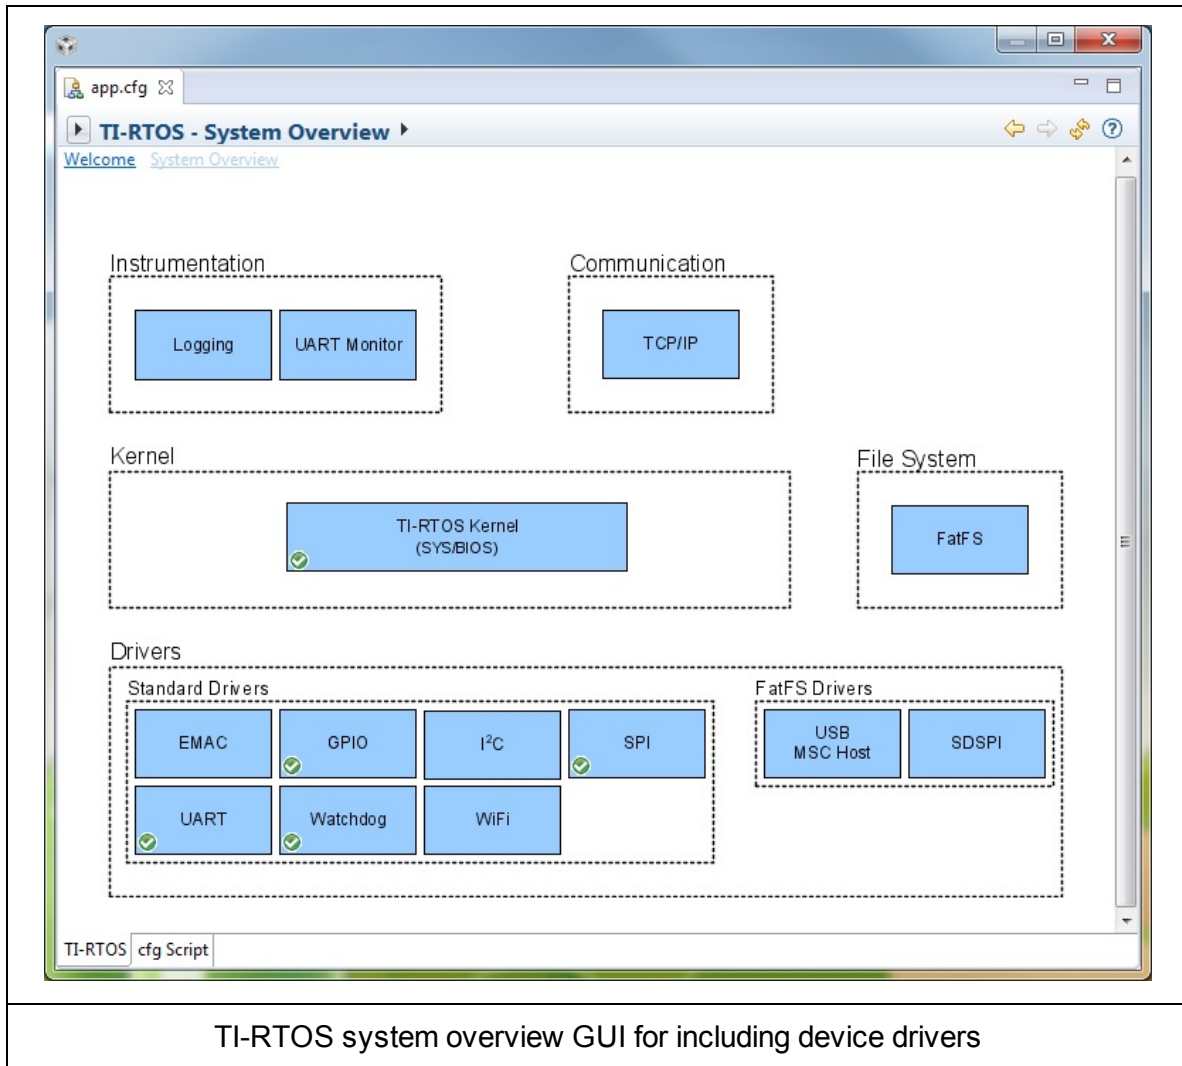 app.cfg
TI-RTOS - System Overview
Welcome System Overview
Instrumentation
Communication
Logging
UART Monitor
TCP/IP
Kernel
File System
TI-RTOS Kernel
(SYS/BIOS)
FatFS
Drivers
Standard Drivers
FatFS Drivers
EMAC
GPIO
I²C
SPI
USB
MSC Host
SDSPI
UART
Watchdog
WiFi
TI-RTOS cfg Script
TI-RTOS system overview GUI for including device drivers